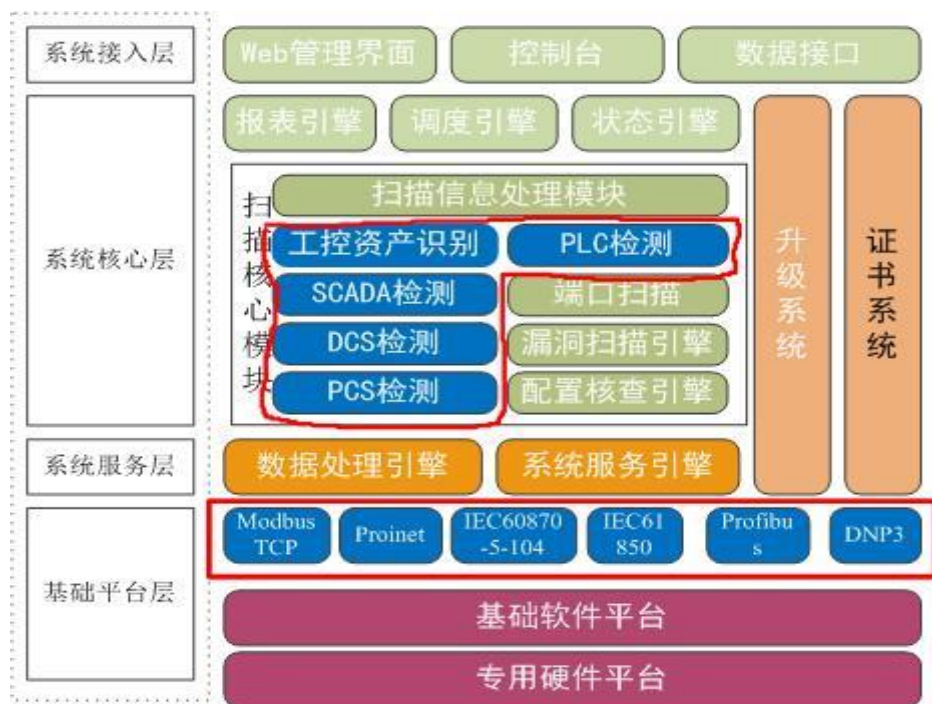 系统接入层
Web管理界面
控制台
数据接口
系统核心层
报表引擎
调度引擎
状态引擎
扫描核心模块
扫描信息处理模块
工控资产识别
PLC检测
SCADA检测
端口扫描
DCS检测
漏洞扫描引擎
PCS检测
配置核查引擎
升级系统
证书系统
系统服务层
数据处理引擎
系统服务引擎
基础平台层
Modbus
TCP
Proinet
IEC60870
-5-104
IEC61
850
Profibu
s
DNP3
基础软件平台
专用硬件平台